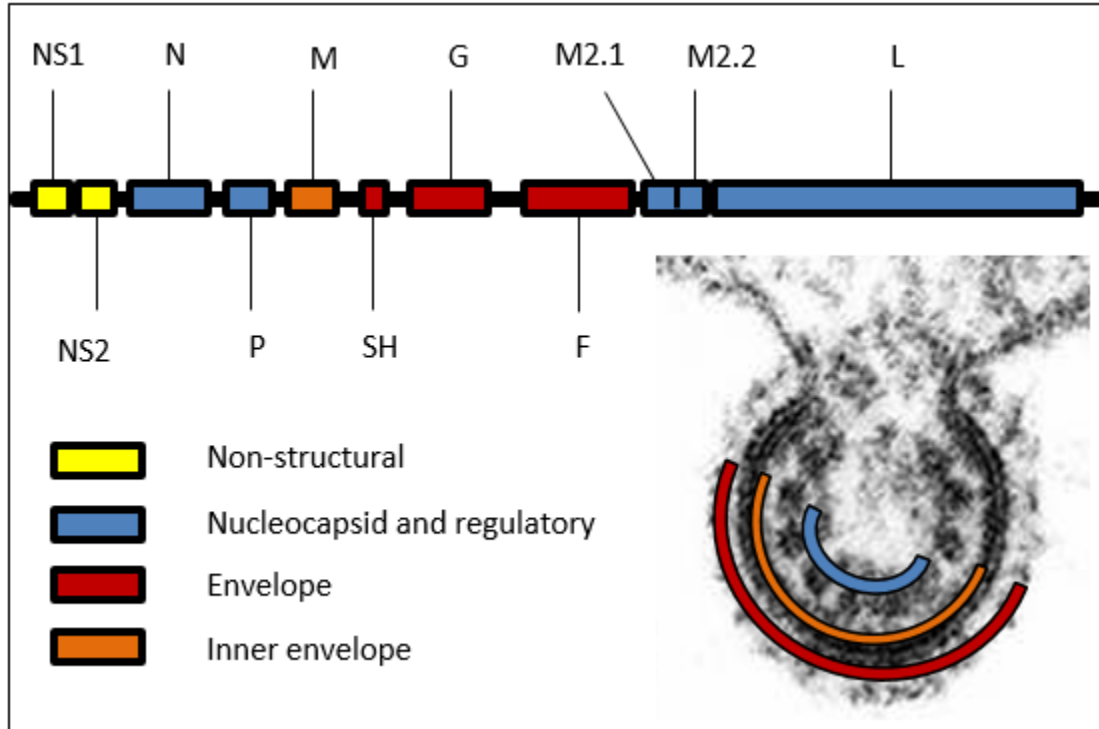 NS1 N M G M2.1 M2.2 L
NS2 P SH F
Non-structural
Nucleocapsid and regulatory
Envelope
Inner envelope